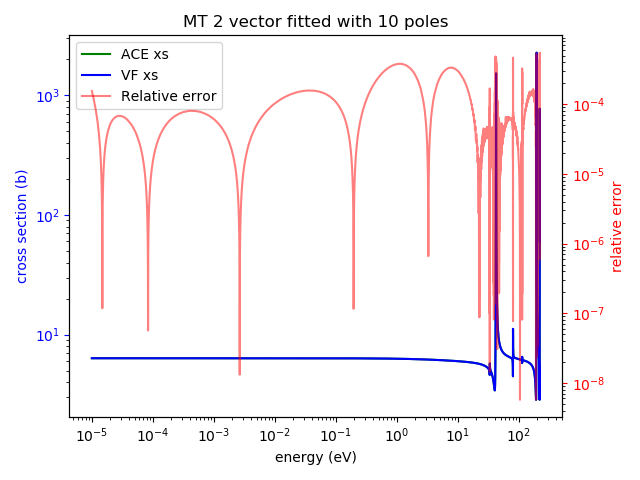 MT 2 vector fitted with 10 poles
ACE xs
VF xs
Relative error
cross section (b)
10³
10²
10¹
relative error
10⁻⁴
10⁻⁵
10⁻⁶
10⁻⁷
10⁻⁸
10⁻⁵ 10⁻⁴ 10⁻³ 10⁻² 10⁻¹ 10⁰ 10¹ 10²
energy (eV)